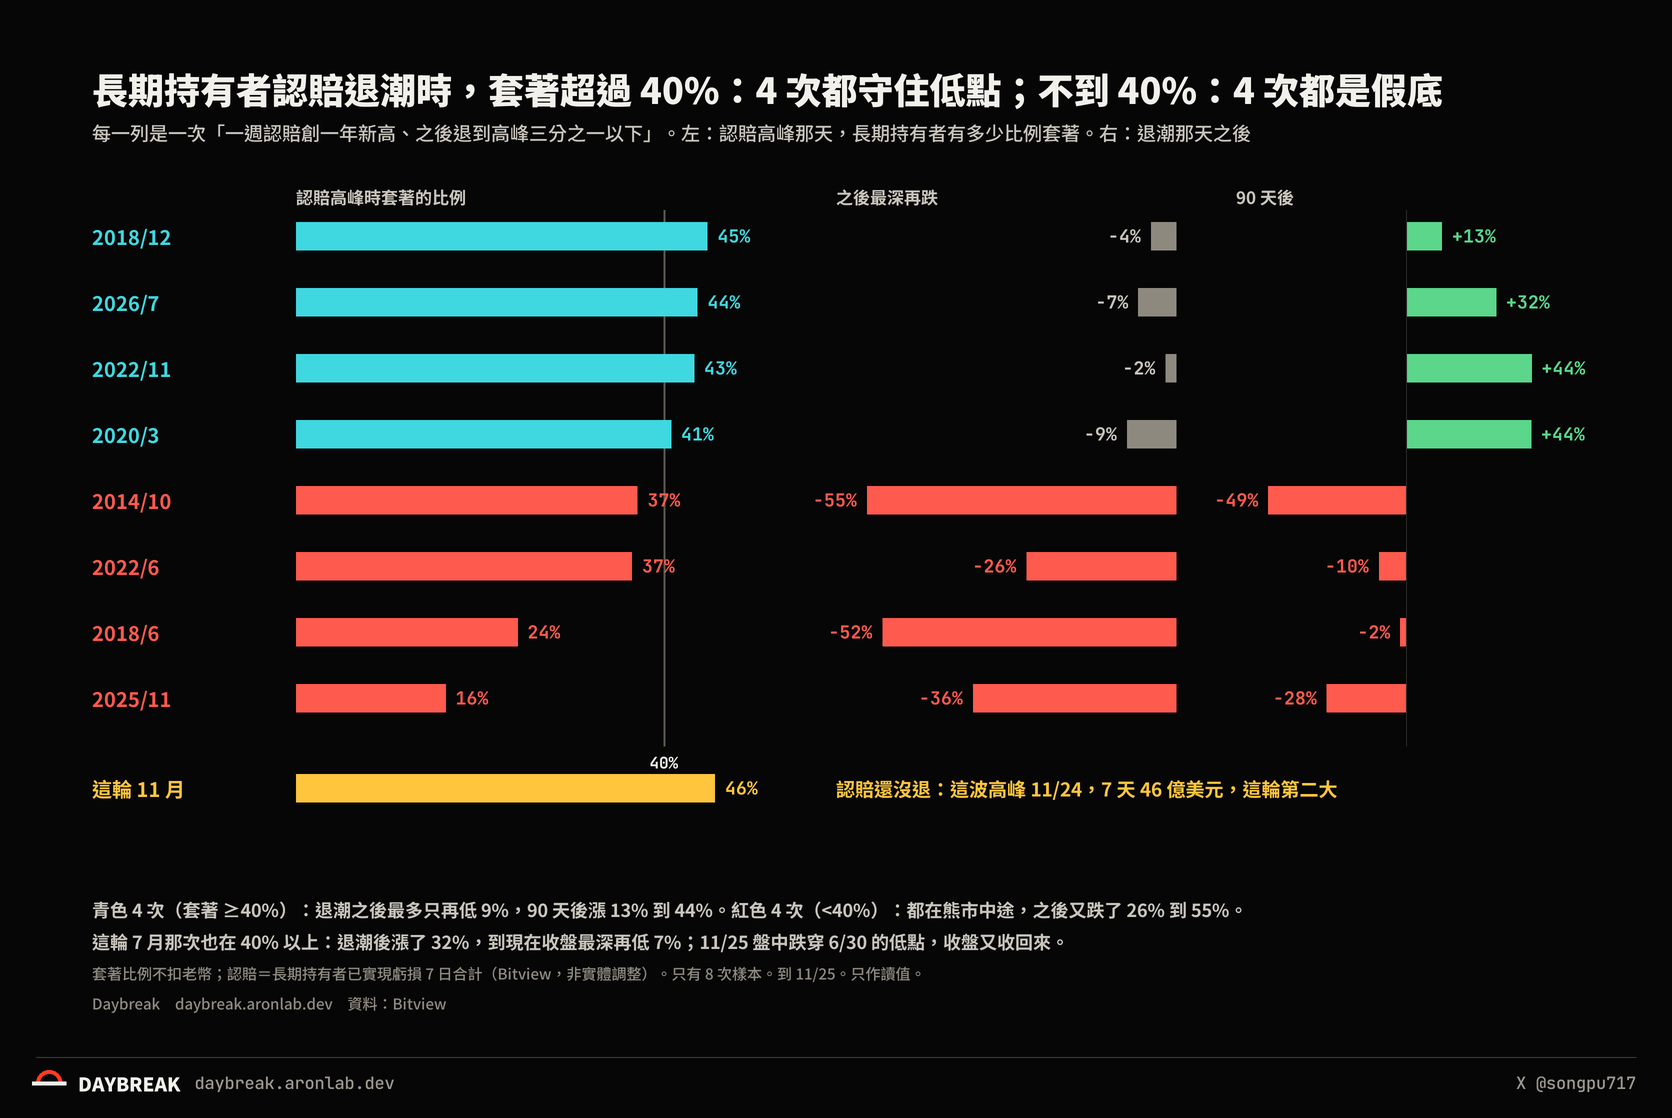 長期持有者認賠退潮時，套著超過 40%：4 次都守住低點；不到 40%：4 次都是假底
每一列是一次「一週認賠創一年新高、之後退到高峰三分之一以下」。左：認賠高峰那天，長期持有者有多少比例套著。右：退潮那天之後
認賠高峰時套著的比例 之後最深再跌 90 天後
2018/12 45% -4% +13%
2026/7 44% -7% +32%
2022/11 43% -2% +44%
2020/3 41% -9% +44%
2014/10 37% -55% -49%
2022/6 37% -26% -10%
2018/6 24% -52% -2%
2025/11 16% -36% -28%
40%
這輪 11 月 46% 認賠還沒退：這波高峰 11/24，7 天 46 億美元，這輪第二大
青色 4 次（套著 ≥40%）：退潮之後最多只再低 9%，90 天後漲 13% 到 44%。紅色 4 次（<40%）：都在熊市中途，之後又跌了 26% 到 55%。
這輪 7 月那次也在 40% 以上：退潮後漲了 32%，到現在收盤最深再低 7%；11/25 盤中跌穿 6/30 的低點，收盤又收回來。
套著比例不扣老幣；認賠＝長期持有者已實現虧損 7 日合計（Bitview，非實體調整）。只有 8 次樣本。到 11/25。只作讀值。
Daybreak daybreak.aronlab.dev 資料：Bitview
DAYBREAK daybreak.aronlab.dev X @songpu717